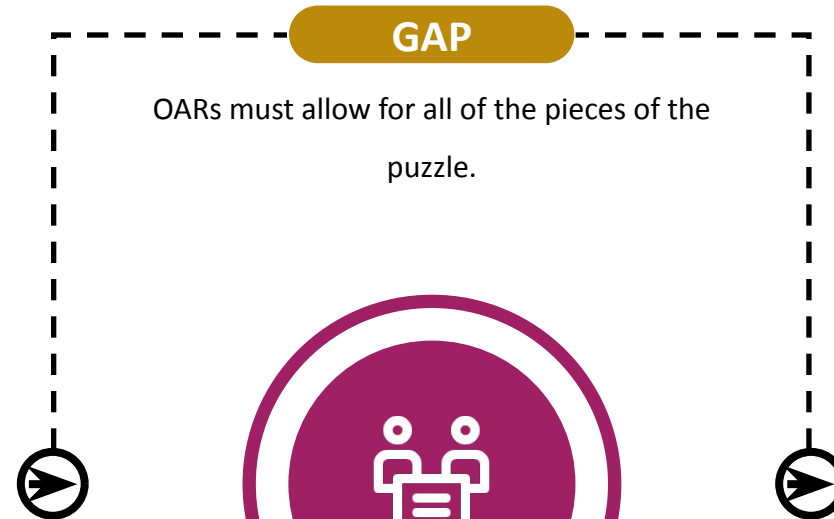 GAP
OARs must allow for all of the pieces of the
puzzle.